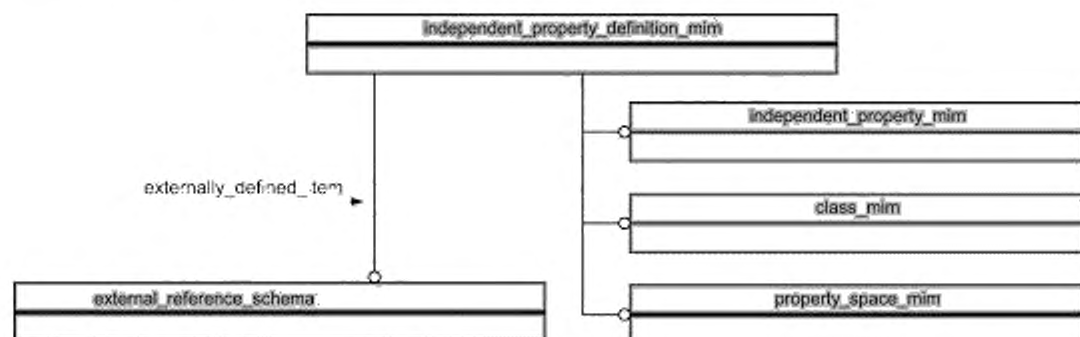 independent_property_definition_mim
independent_property_mim
externally_defined_item
class_mim
external_reference_schema
property_space_mim